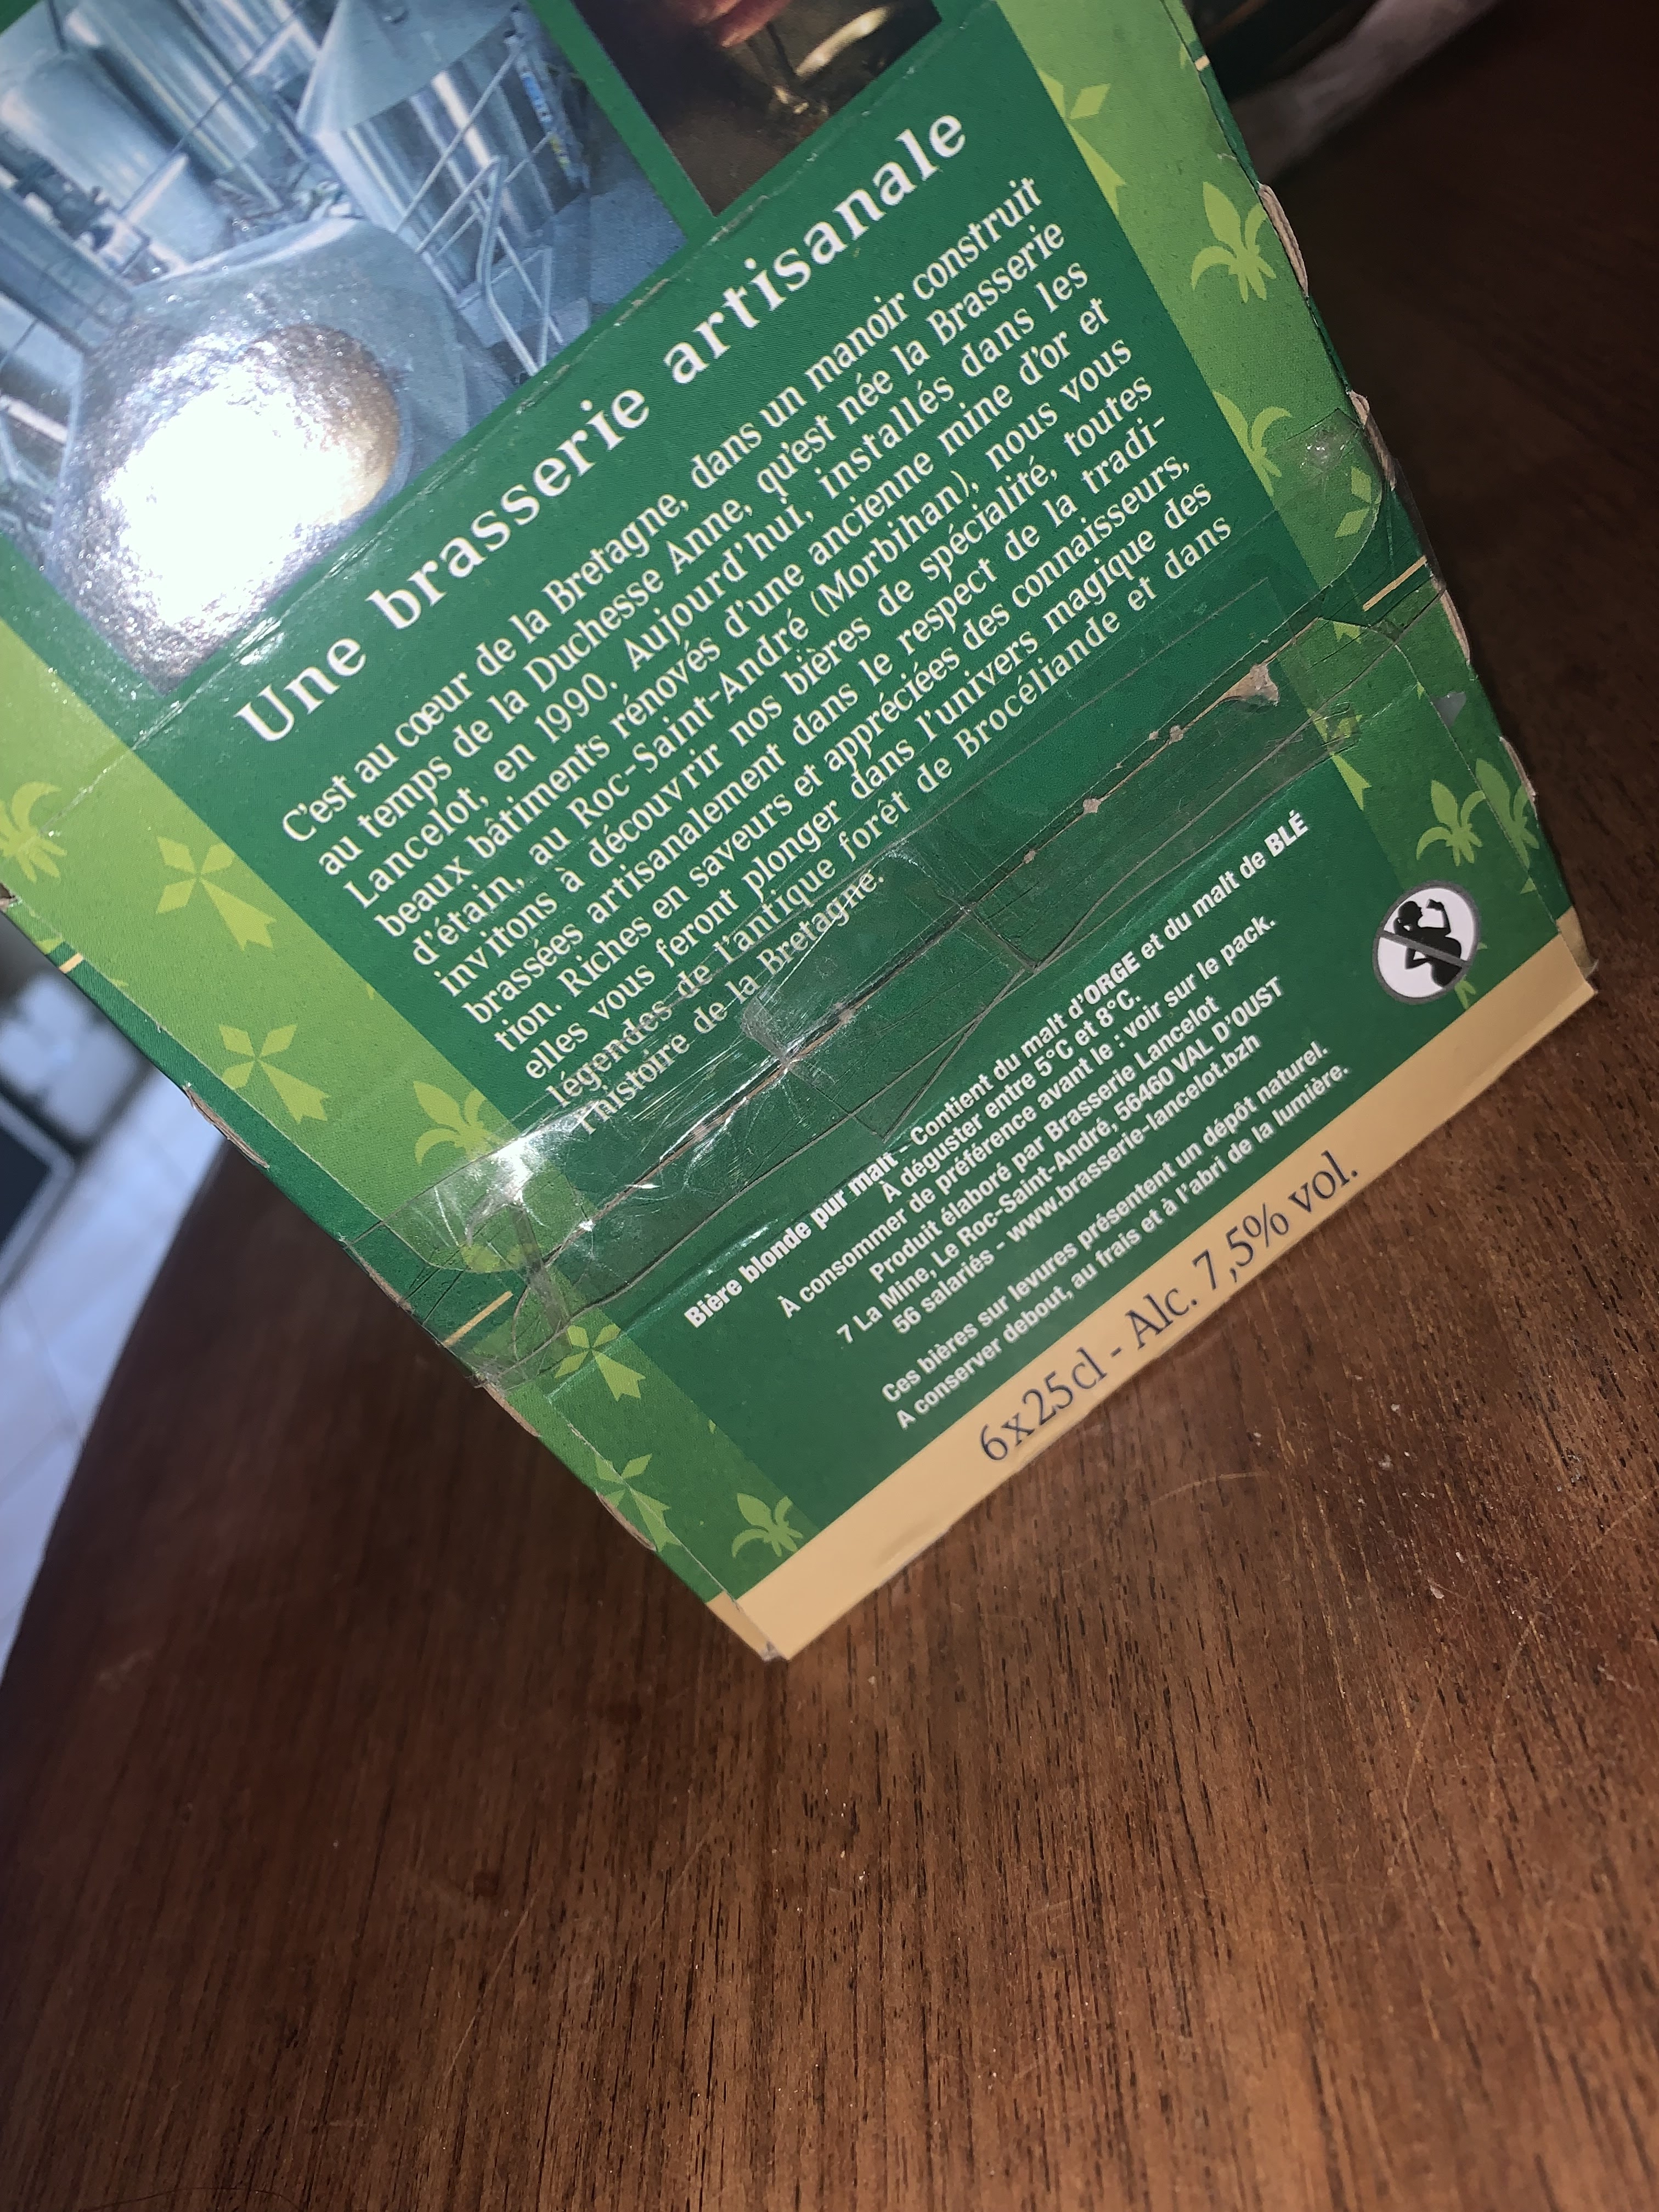 Une brasserie artisanale
C'est au cœur de la Bretagne, dans un manoir construit
au temps de la Duchesse Anne, qu'est née la Brasserie
Lancelot, en 1990. Aujourd'hui, installés dans les
beaux bâtiments rénovés d'une ancienne mine d'or et
d'étain, au Roc-Saint-André (Morbihan), nous vous
invitons à découvrir nos bières de spécialité, toutes
brassées artisanalement dans le respect de la tradi-
tion. Riches en saveurs et appréciées des connaisseurs,
elles vous feront plonger dans l'univers magique des
légendes de l'antique forêt de Brocéliande et dans
l'histoire de la Bretagne.
Bière blonde pur malt - Contient du malt d'ORGE et du malt de BLÉ
À déguster entre 5°C et 8°C.
À consommer de préférence avant le : voir sur le pack.
Produit élaboré par Brasserie Lancelot
7 La Mine, Le Roc-Saint-André, 56460 VAL D'OUST
56 salariés - www.brasserie-lancelot.bzh
Ces bières sur levures présentent un dépôt naturel.
A conserver debout, au frais et à l'abri de la lumière.
6x25cl - Alc. 7,5% vol.